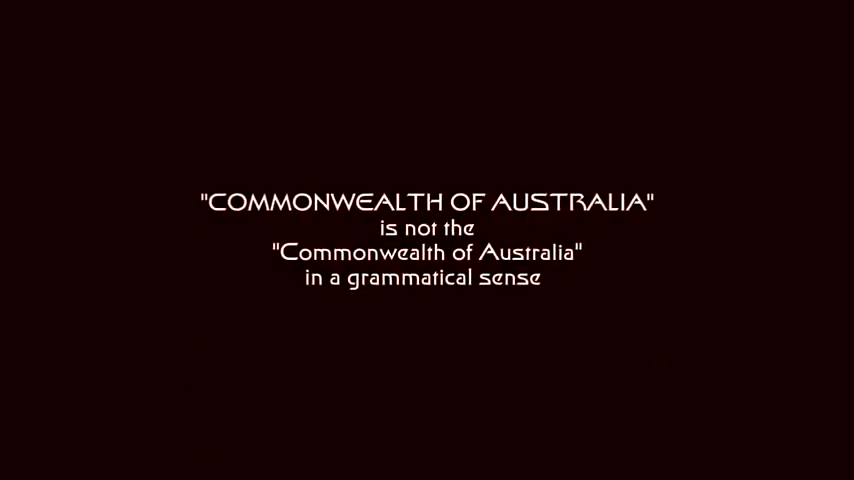 "COMMONWEALTH OF AUSTRALIA"
is not the
"Commonwealth of Australia"
in a grammatical sense